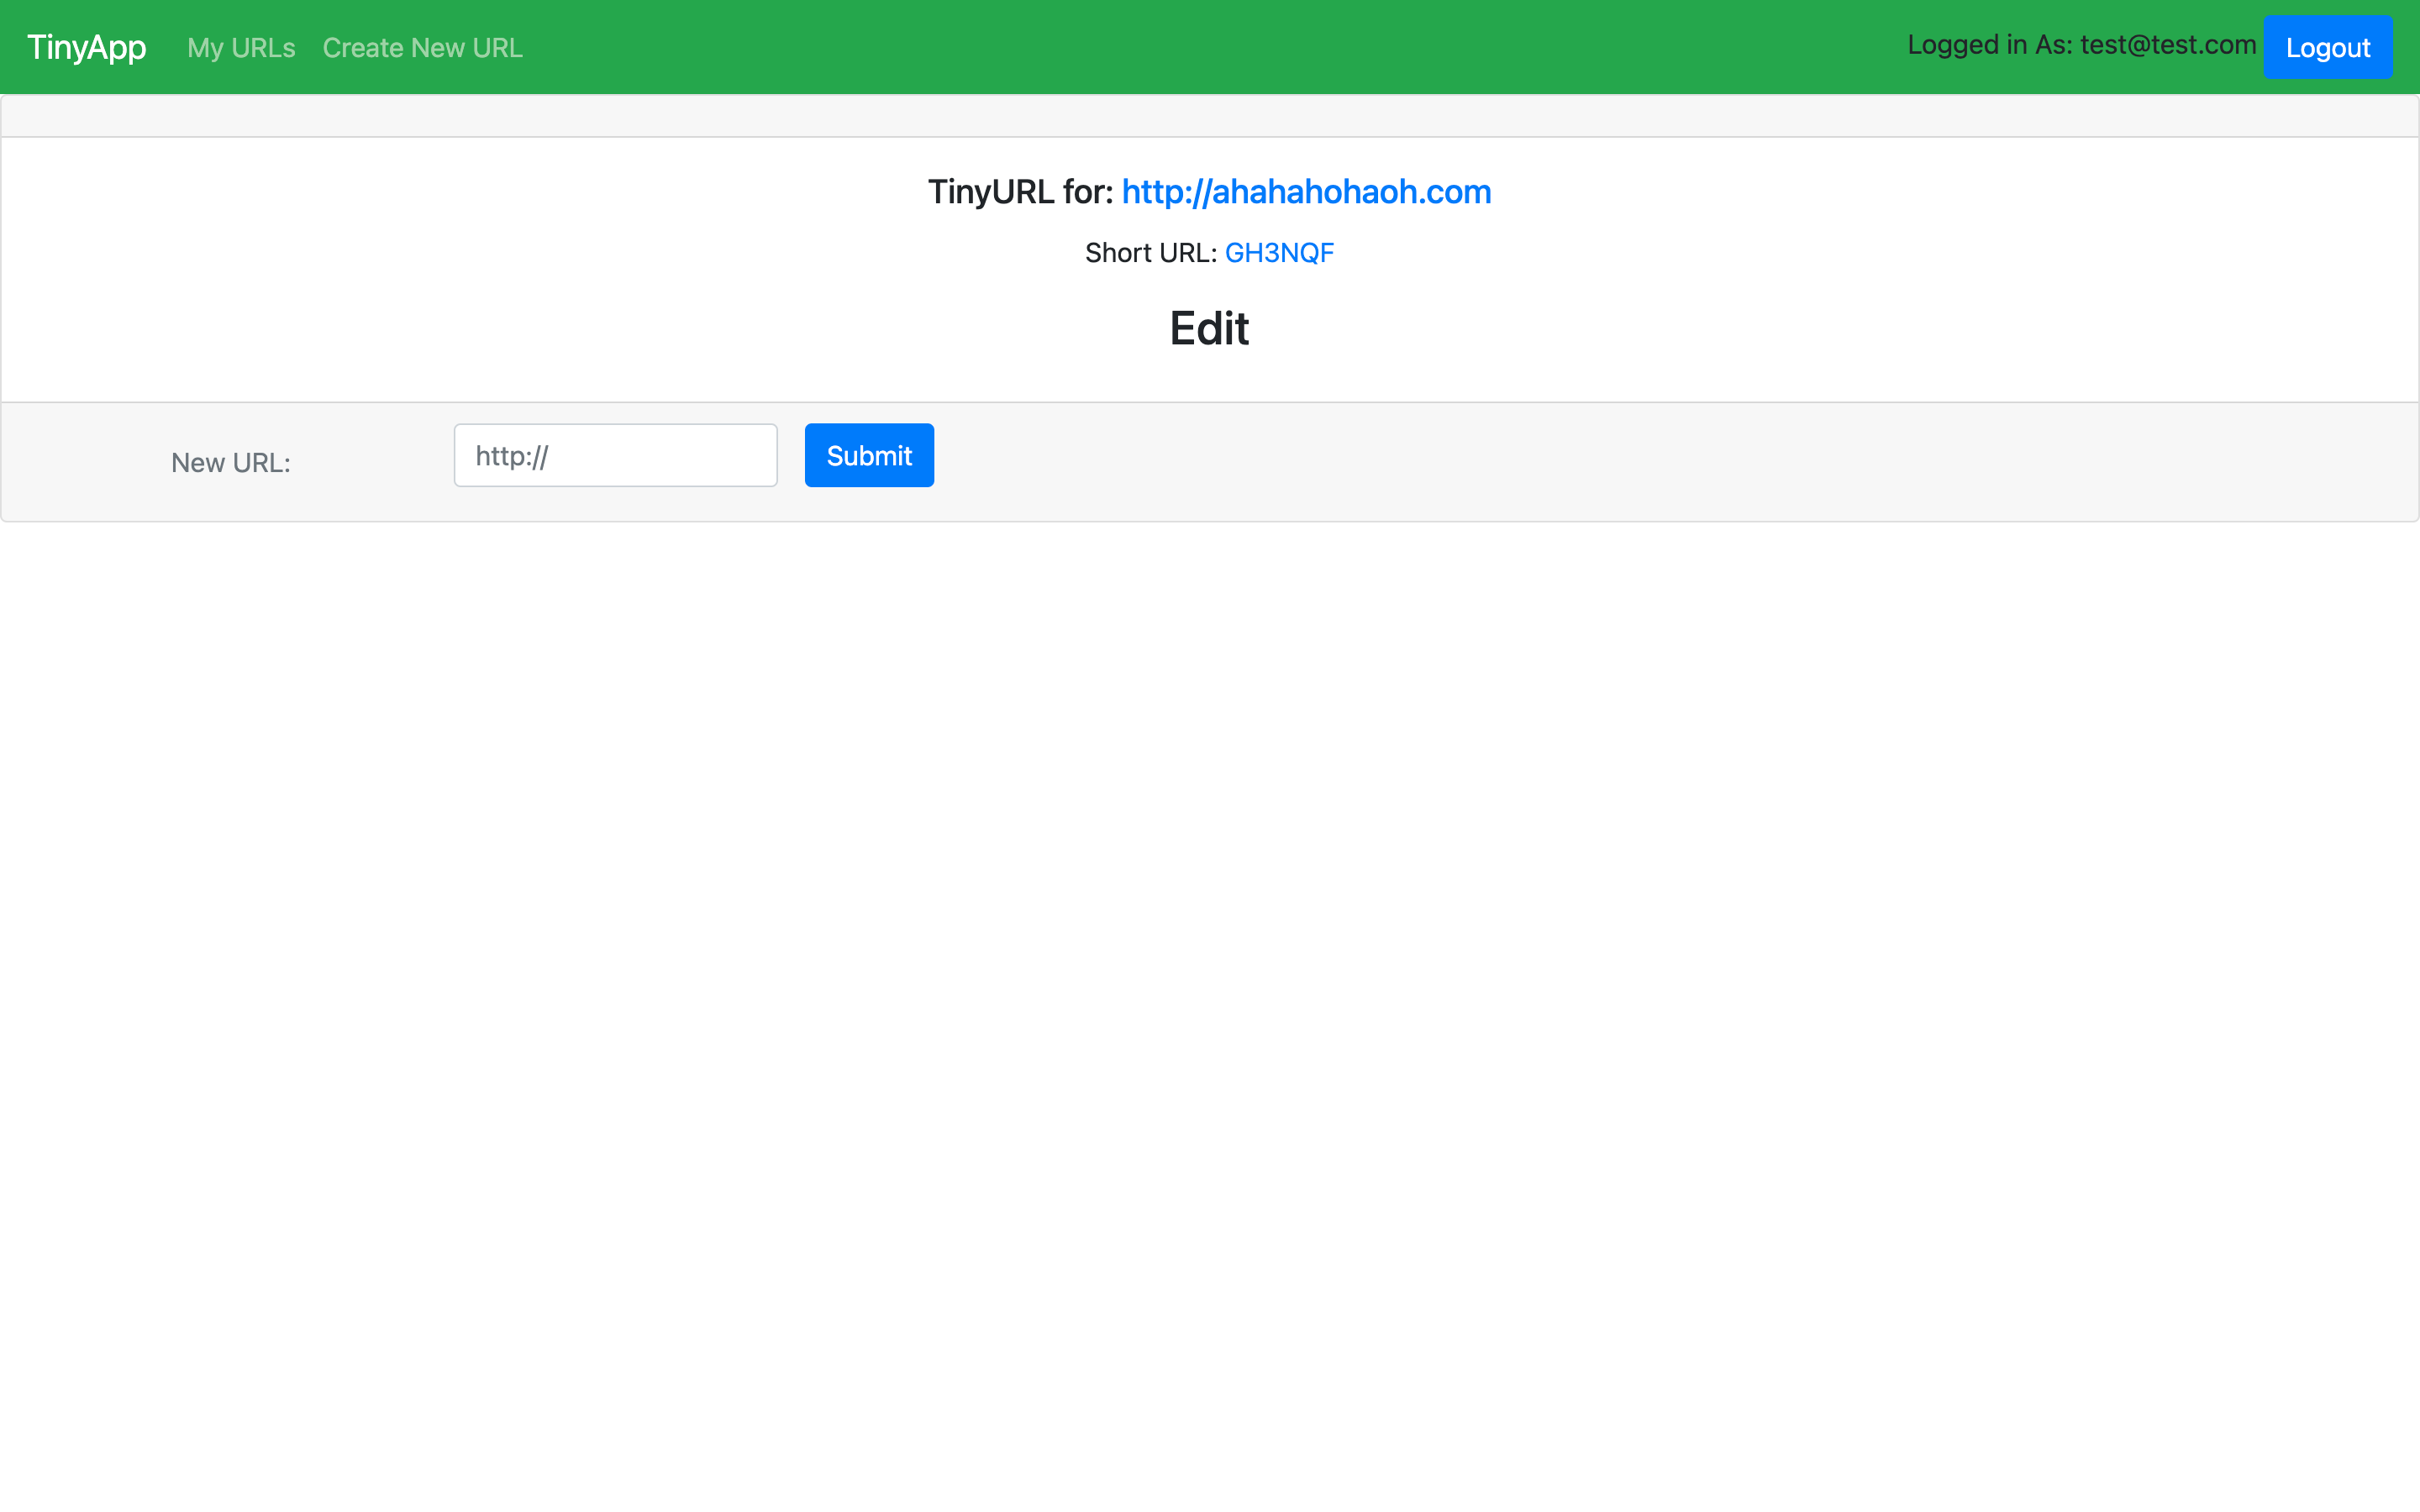 TinyApp My URLs Create New URL Logged in As: test@test.com Logout
TinyURL for: http://ahahahohaoh.com
Short URL: GH3NQF
Edit
New URL: http:// Submit